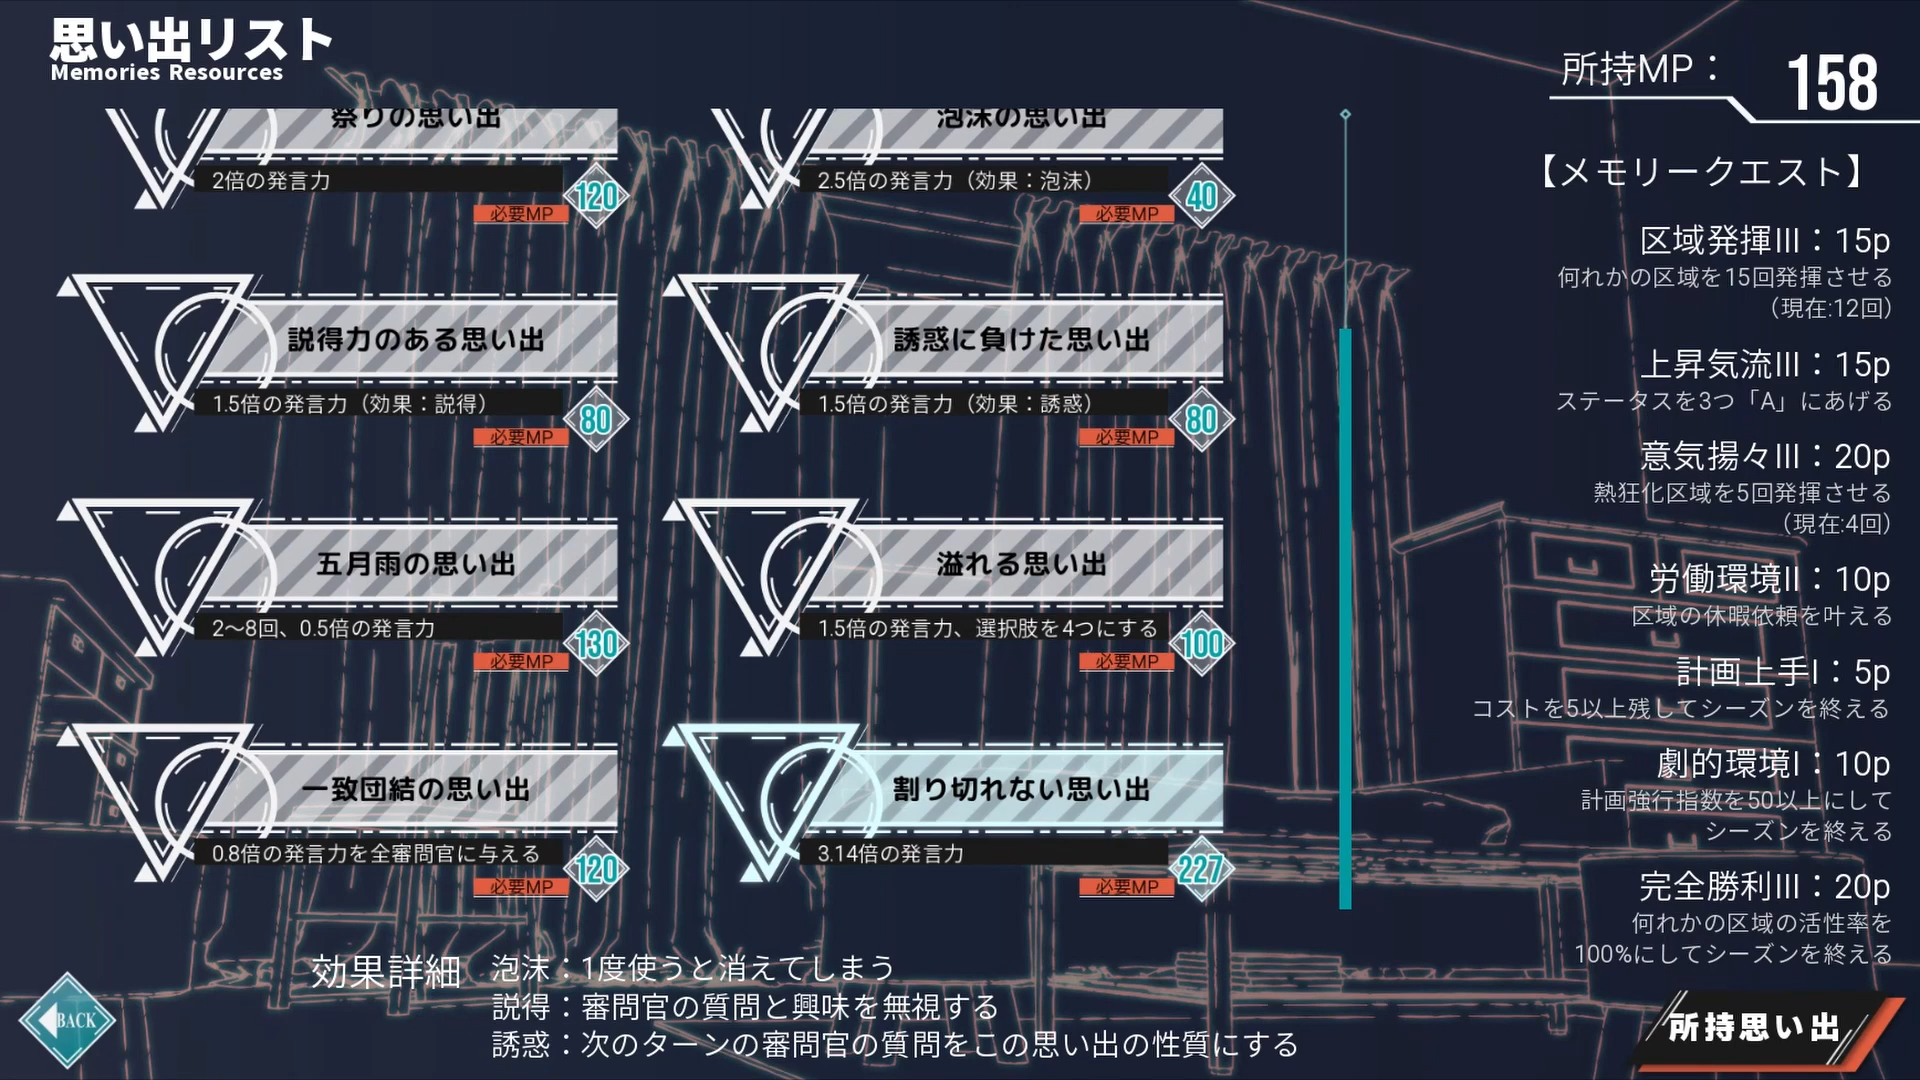 思い出リスト
Memories Resources
所持MP： 158
祭りの思い出
2倍の発言力
必要MP 120
泡沫の思い出
2.5倍の発言力（効果：泡沫）
必要MP 40
説得力のある思い出
1.5倍の発言力（効果：説得）
必要MP 80
誘惑に負けた思い出
1.5倍の発言力（効果：誘惑）
必要MP 80
五月雨の思い出
2〜8回、0.5倍の発言力
必要MP 130
溢れる思い出
1.5倍の発言力、選択肢を4つにする
必要MP 100
一致団結の思い出
0.8倍の発言力を全審問官に与える
必要MP 120
割り切れない思い出
3.14倍の発言力
必要MP 227
【メモリークエスト】
区域発揮III：15p
何れかの区域を15回発揮させる
（現在:12回）
上昇気流III：15p
ステータスを3つ「A」にあげる
意気揚々III：20p
熱狂化区域を5回発揮させる
（現在:4回）
労働環境II：10p
区域の休暇依頼を叶える
計画上手I：5p
コストを5以上残してシーズンを終える
劇的環境I：10p
計画強行指数を50以上にして
シーズンを終える
完全勝利III：20p
何れかの区域の活性率を
100%にしてシーズンを終える
効果詳細
泡沫：1度使うと消えてしまう
説得：審問官の質問と興味を無視する
誘惑：次のターンの審問官の質問をこの思い出の性質にする
BACK
所持思い出